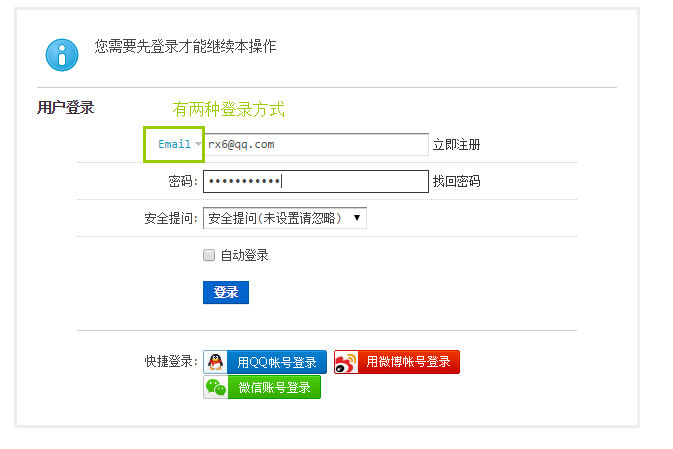 您需要先登录才能继续本操作
用户登录
有两种登录方式
Email rx6@qq.com 立即注册
密码: ••••••••••• 找回密码
安全提问: 安全提问(未设置请忽略)
自动登录
登录
快捷登录: 用QQ帐号登录 用微博帐号登录
微信账号登录